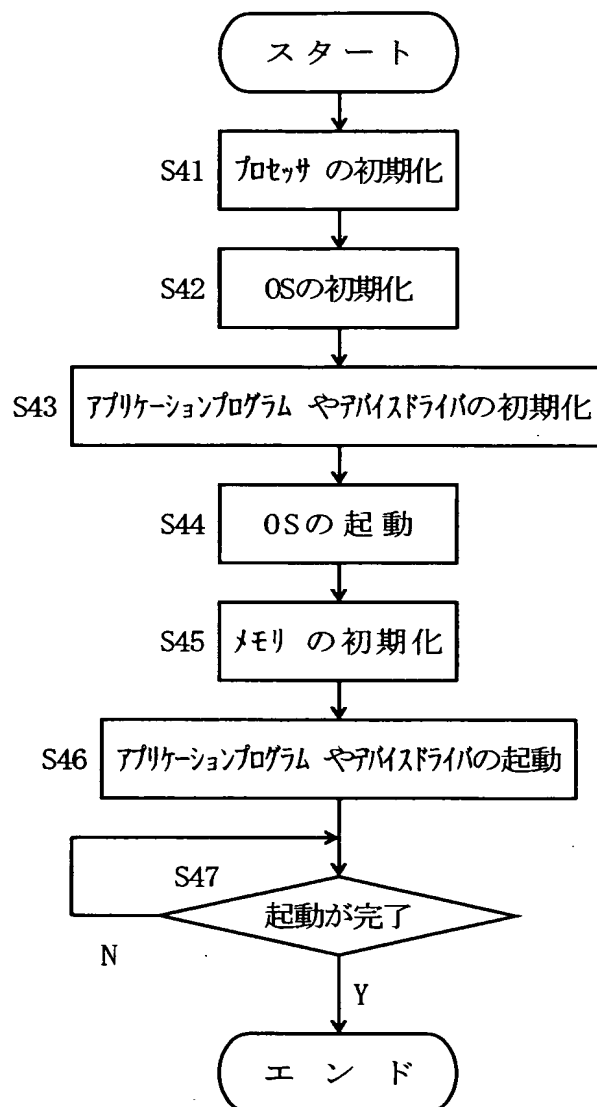 スタート
S41 プロセッサ の初期化
S42 OSの初期化
S43 アプリケーションプログラム やデバイスドライバの初期化
S44 OSの起動
S45 メモリ の初期化
S46 アプリケーションプログラム やデバイスドライバの起動
S47
起動が完了
N
Y
エンド